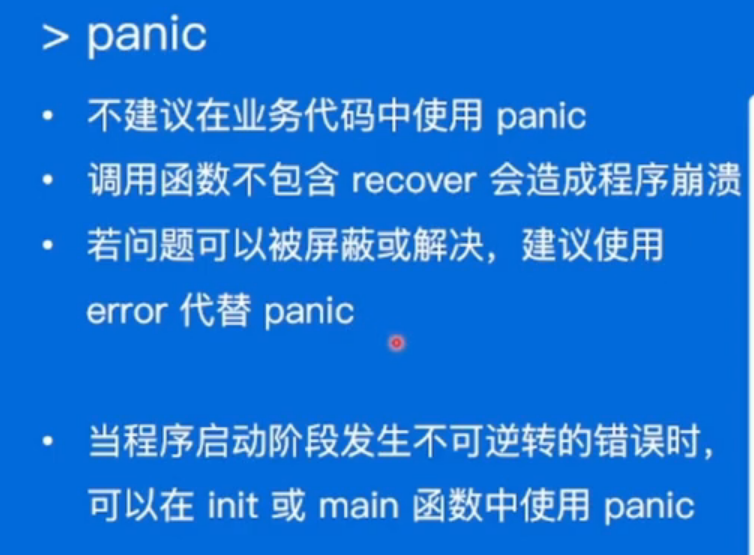 > panic
• 不建议在业务代码中使用 panic
• 调用函数不包含 recover 会造成程序崩溃
• 若问题可以被屏蔽或解决，建议使用
error 代替 panic
• 当程序启动阶段发生不可逆转的错误时，
可以在 init 或 main 函数中使用 panic